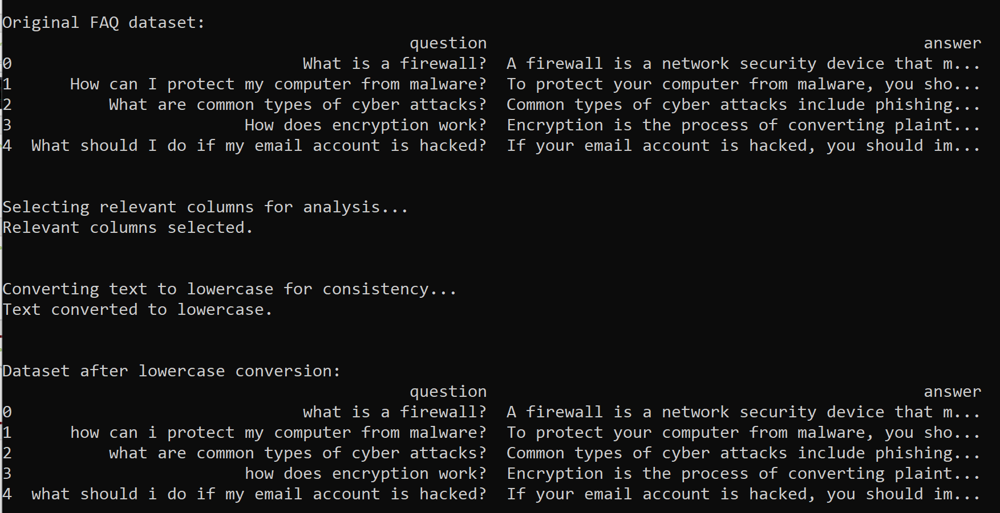 Original FAQ dataset:
question answer
0 What is a firewall? A firewall is a network security device that m...
1 How can I protect my computer from malware? To protect your computer from malware, you sho...
2 What are common types of cyber attacks? Common types of cyber attacks include phishing...
3 How does encryption work? Encryption is the process of converting plaint...
4 What should I do if my email account is hacked? If your email account is hacked, you should im...
Selecting relevant columns for analysis...
Relevant columns selected.
Converting text to lowercase for consistency...
Text converted to lowercase.
Dataset after lowercase conversion:
question answer
0 what is a firewall? A firewall is a network security device that m...
1 how can i protect my computer from malware? To protect your computer from malware, you sho...
2 what are common types of cyber attacks? Common types of cyber attacks include phishing...
3 how does encryption work? Encryption is the process of converting plaint...
4 what should i do if my email account is hacked? If your email account is hacked, you should im...